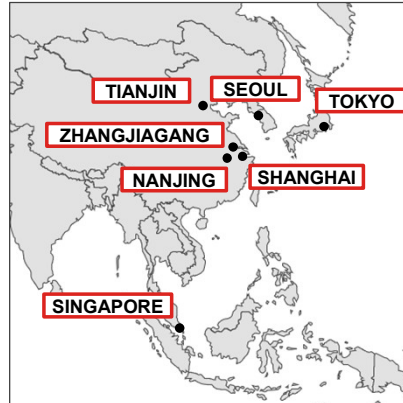 TIANJIN
SEOUL
TOKYO
ZHANGJIAGANG
NANJING
SHANGHAI
SINGAPORE